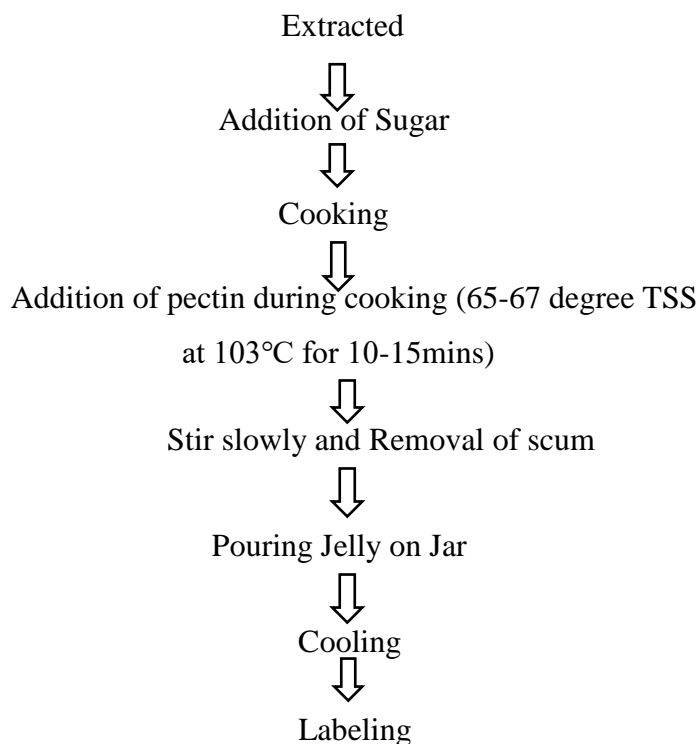 Extracted
Addition of Sugar
Cooking
Addition of pectin during cooking (65-67 degree TSS
at 103℃ for 10-15mins)
Stir slowly and Removal of scum
Pouring Jelly on Jar
Cooling
Labeling